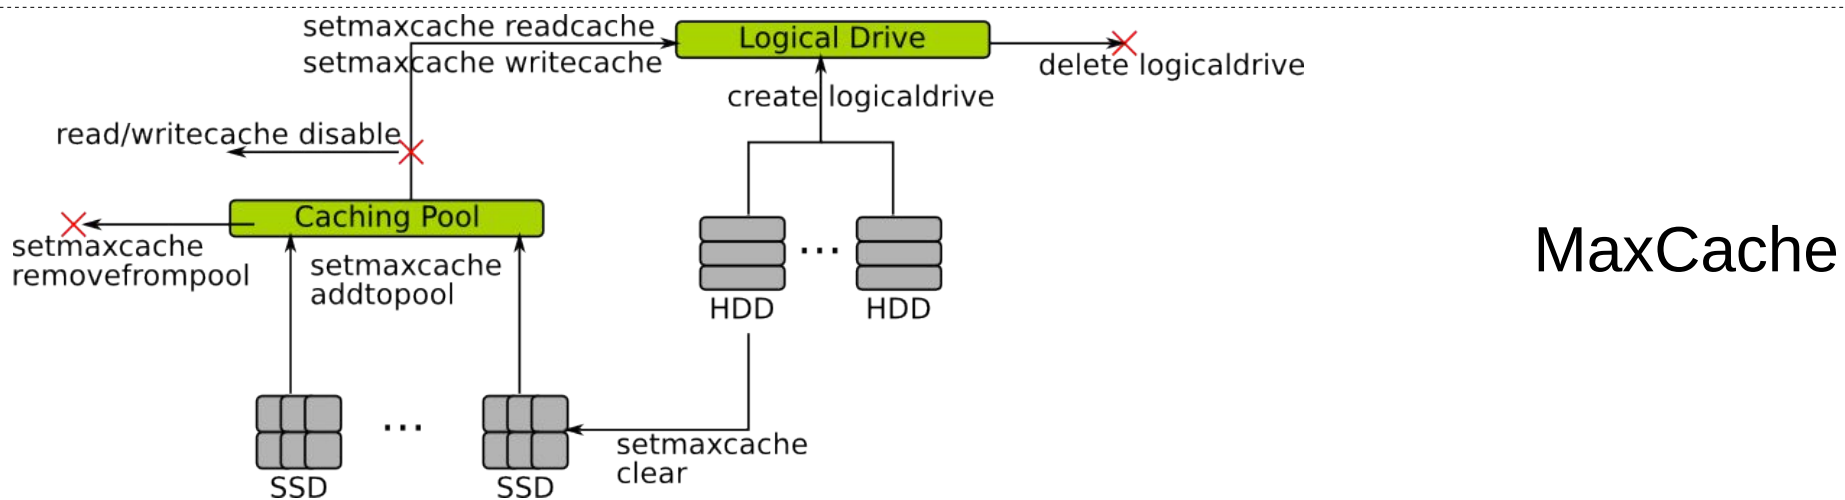 setmaxcache readcache
setmaxcache writecache
Logical Drive
delete logicaldrive
create logicaldrive
read/writecache disable
Caching Pool
setmaxcache
removefrompool
setmaxcache
addtopool
...
HDD
HDD
MaxCache
...
SSD
SSD
setmaxcache
clear